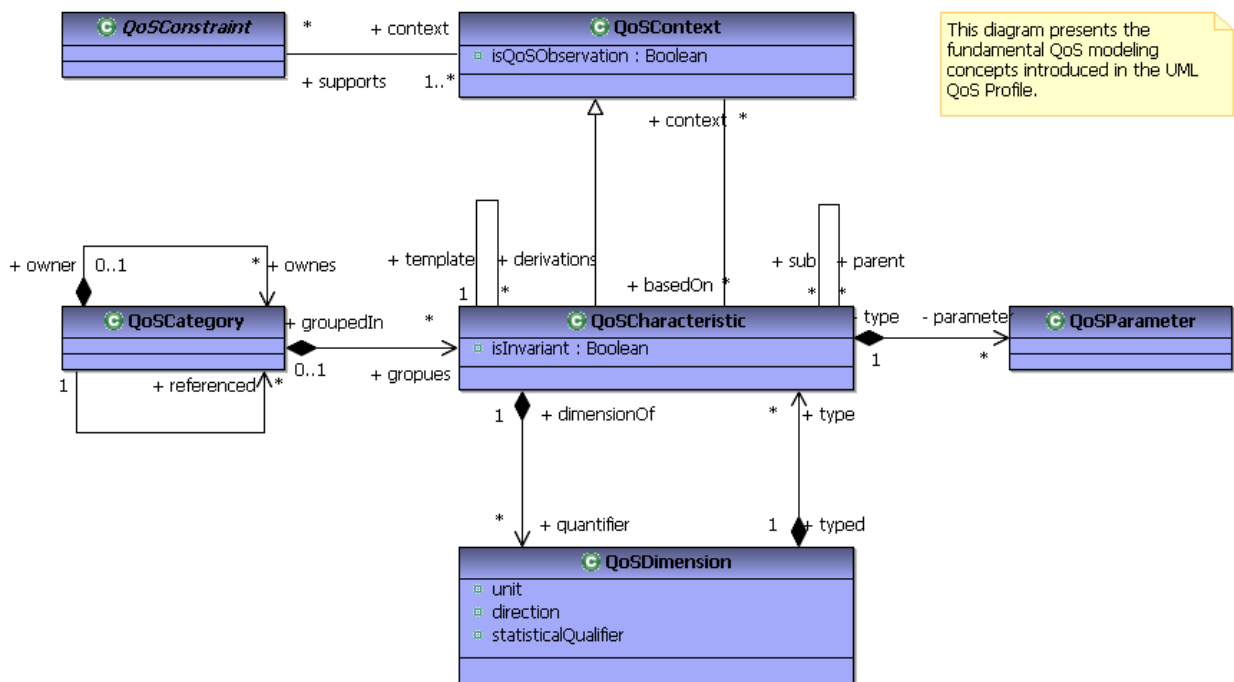 QoSConstraint
* + context
+ supports 1..*
QoSContext
isQoSObservation : Boolean
This diagram presents the
fundamental QoS modeling
concepts introduced in the UML
QoS Profile.
+ context *
+ owner 0..1 * + ownes
+ template + derivations
1 *
+ sub + parent
* *
+ basedOn *
QoSCategory
+ groupedIn *
0..1 + gropues
1 + referenced *
QoSCharacteristic
isInvariant : Boolean
- type - parameter
1 *
QoSParameter
1 + dimensionOf
* + type
* + quantifier
1 + typed
QoSDimension
unit
direction
statisticalQualifier